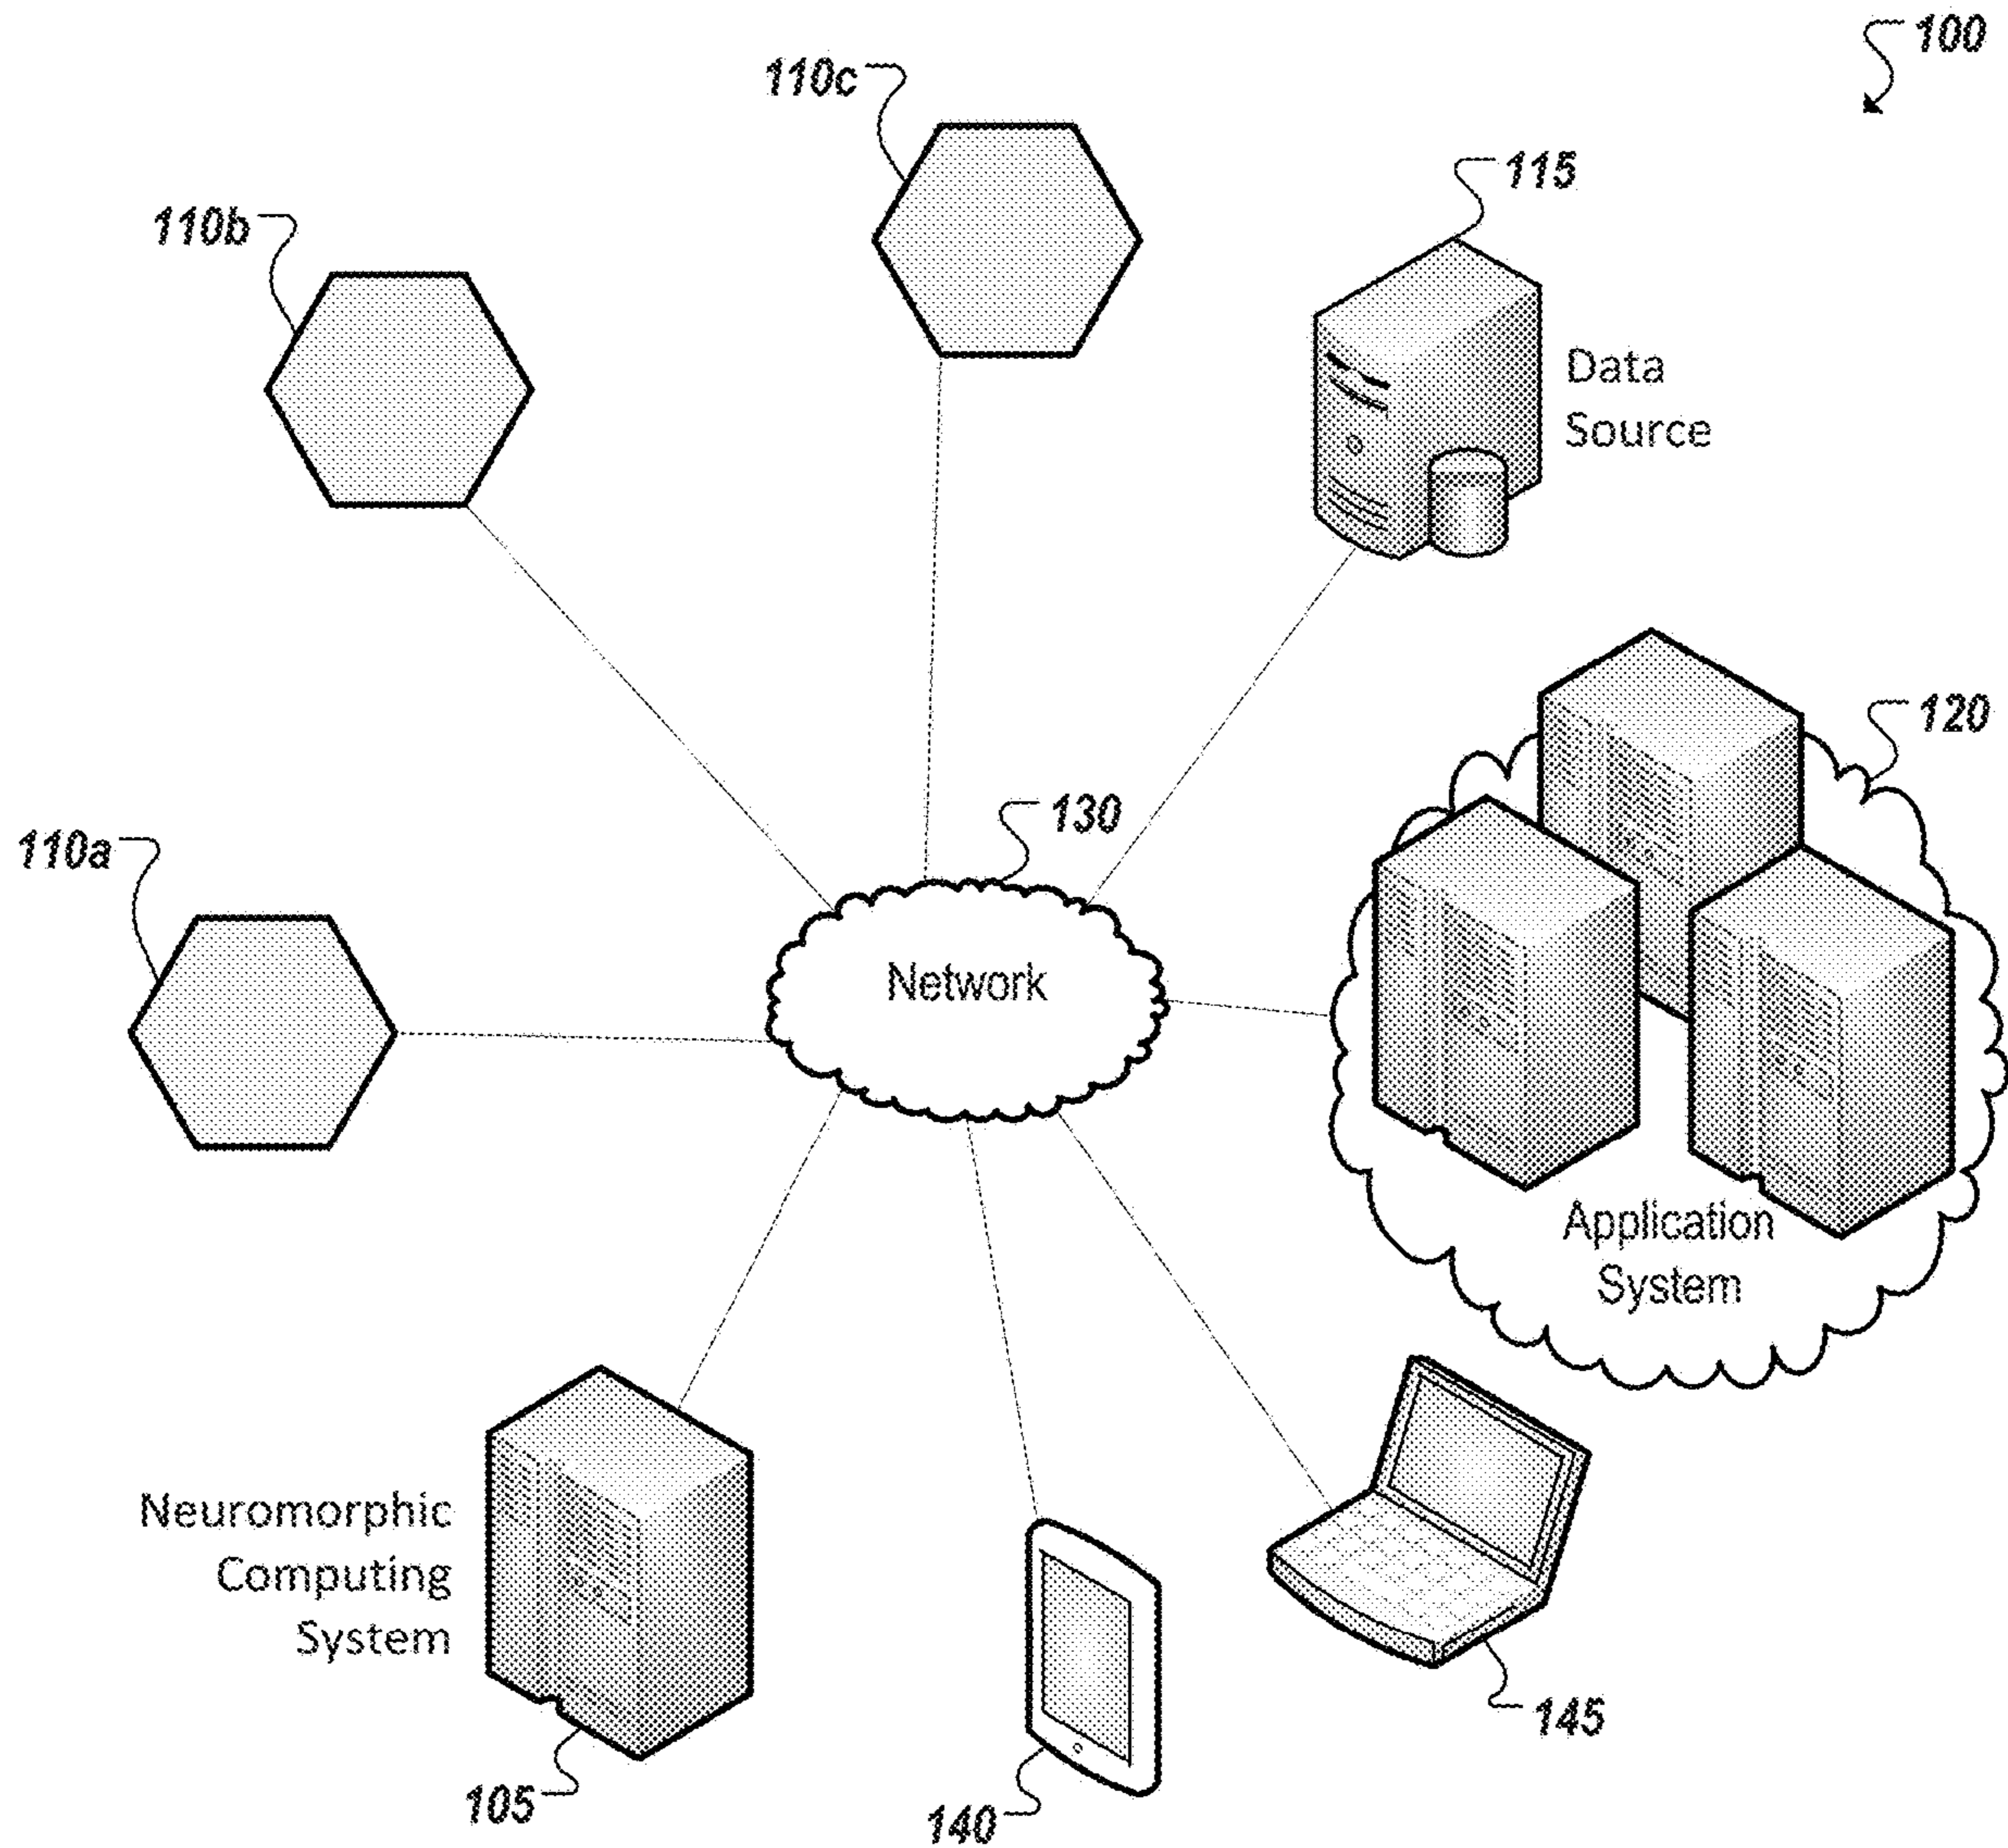 100
110c
115
110b
Data
Source
120
130
110a
Network
Application
System
Neuromorphic
Computing
System
145
105
140